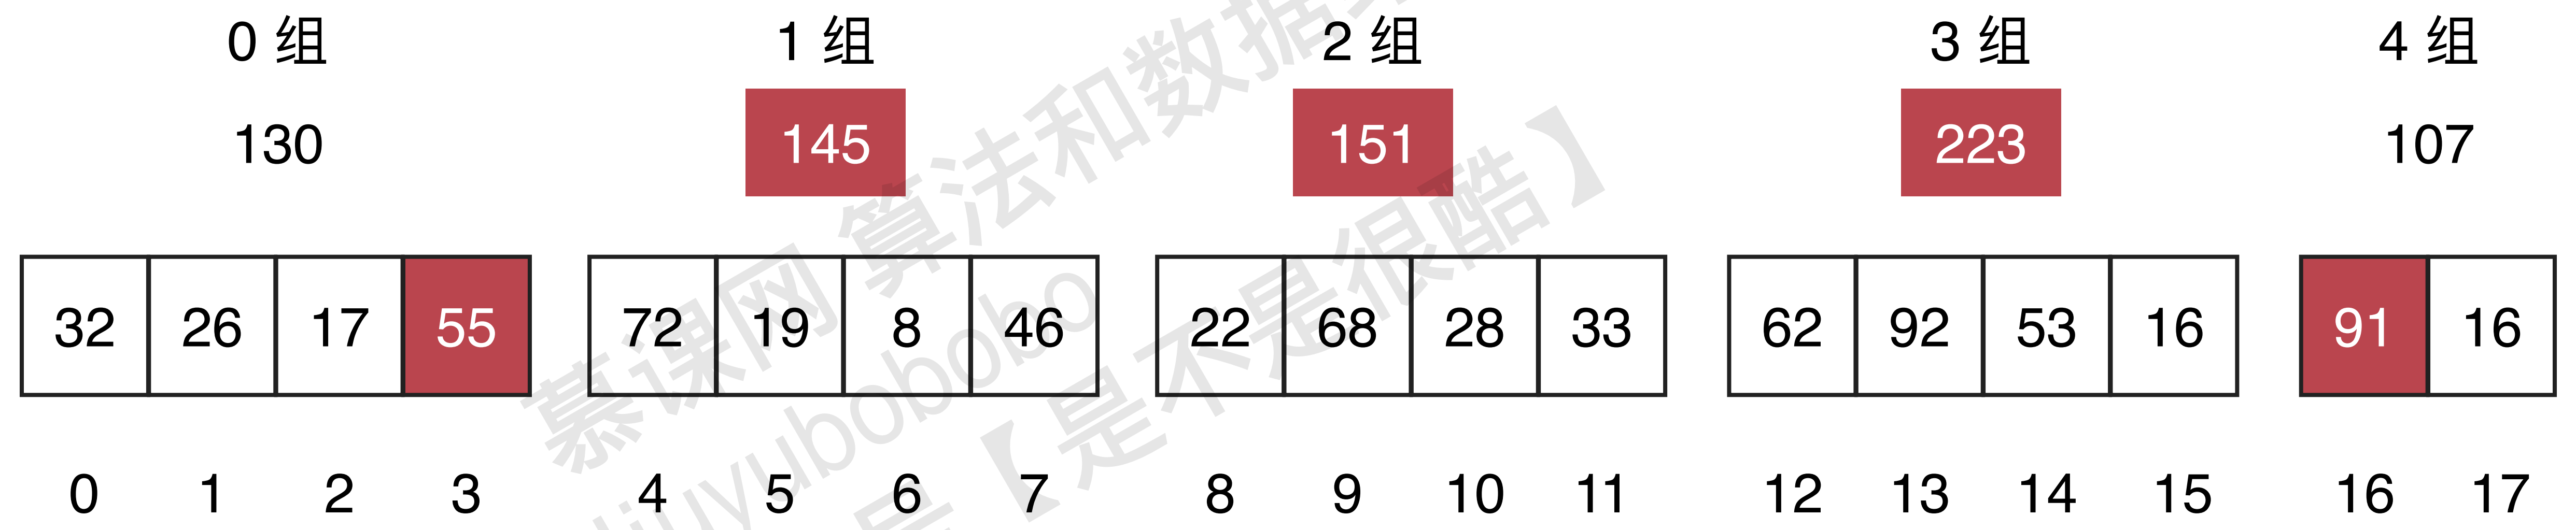 0 组 1 组 2 组 3 组 4 组
130 145 151 223 107
32 26 17 55 72 19 8 46 22 68 28 33 62 92 53 16 91 16
0 1 2 3 4 5 6 7 8 9 10 11 12 13 14 15 16 17
慕课网 算法和数据
liuyubobobo
【是不是很酷】